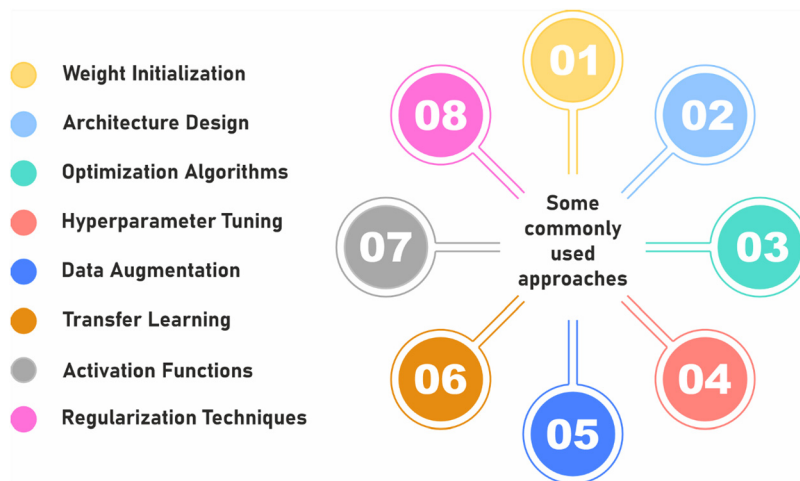 Weight Initialization
Architecture Design
Optimization Algorithms
Hyperparameter Tuning
Data Augmentation
Transfer Learning
Activation Functions
Regularization Techniques
01
02
03
04
05
06
07
08
Some
commonly
used
approaches